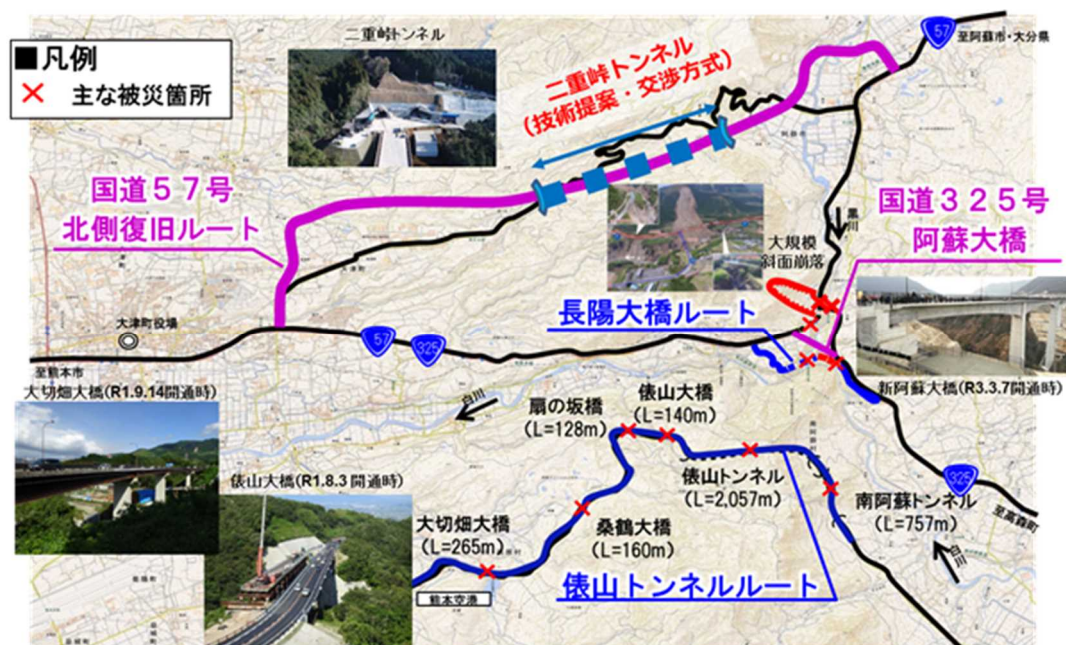 ■凡例
× 主な被災箇所
二重峠トンネル
二重峠トンネル
（技術提案・交渉方式）
57
至阿蘇市・大分県
国道５７号
北側復旧ルート
黒川
国道３２５号
阿蘇大橋
大規模
斜面崩落
長陽大橋ルート
大津町役場
57
325
至熊本市
新阿蘇大橋(R3.3.7開通時)
大切畑大橋(R1.9.14開通時)
白川
扇の坂橋
(L=128m)
俵山大橋
(L=140m)
俵山トンネル
(L=2,057m)
325
南阿蘇トンネル
(L=757m)
至高森町
白川
俵山大橋(R1.8.3開通時)
大切畑大橋
(L=265m)
桑鶴大橋
(L=160m)
俵山トンネルルート
熊本空港